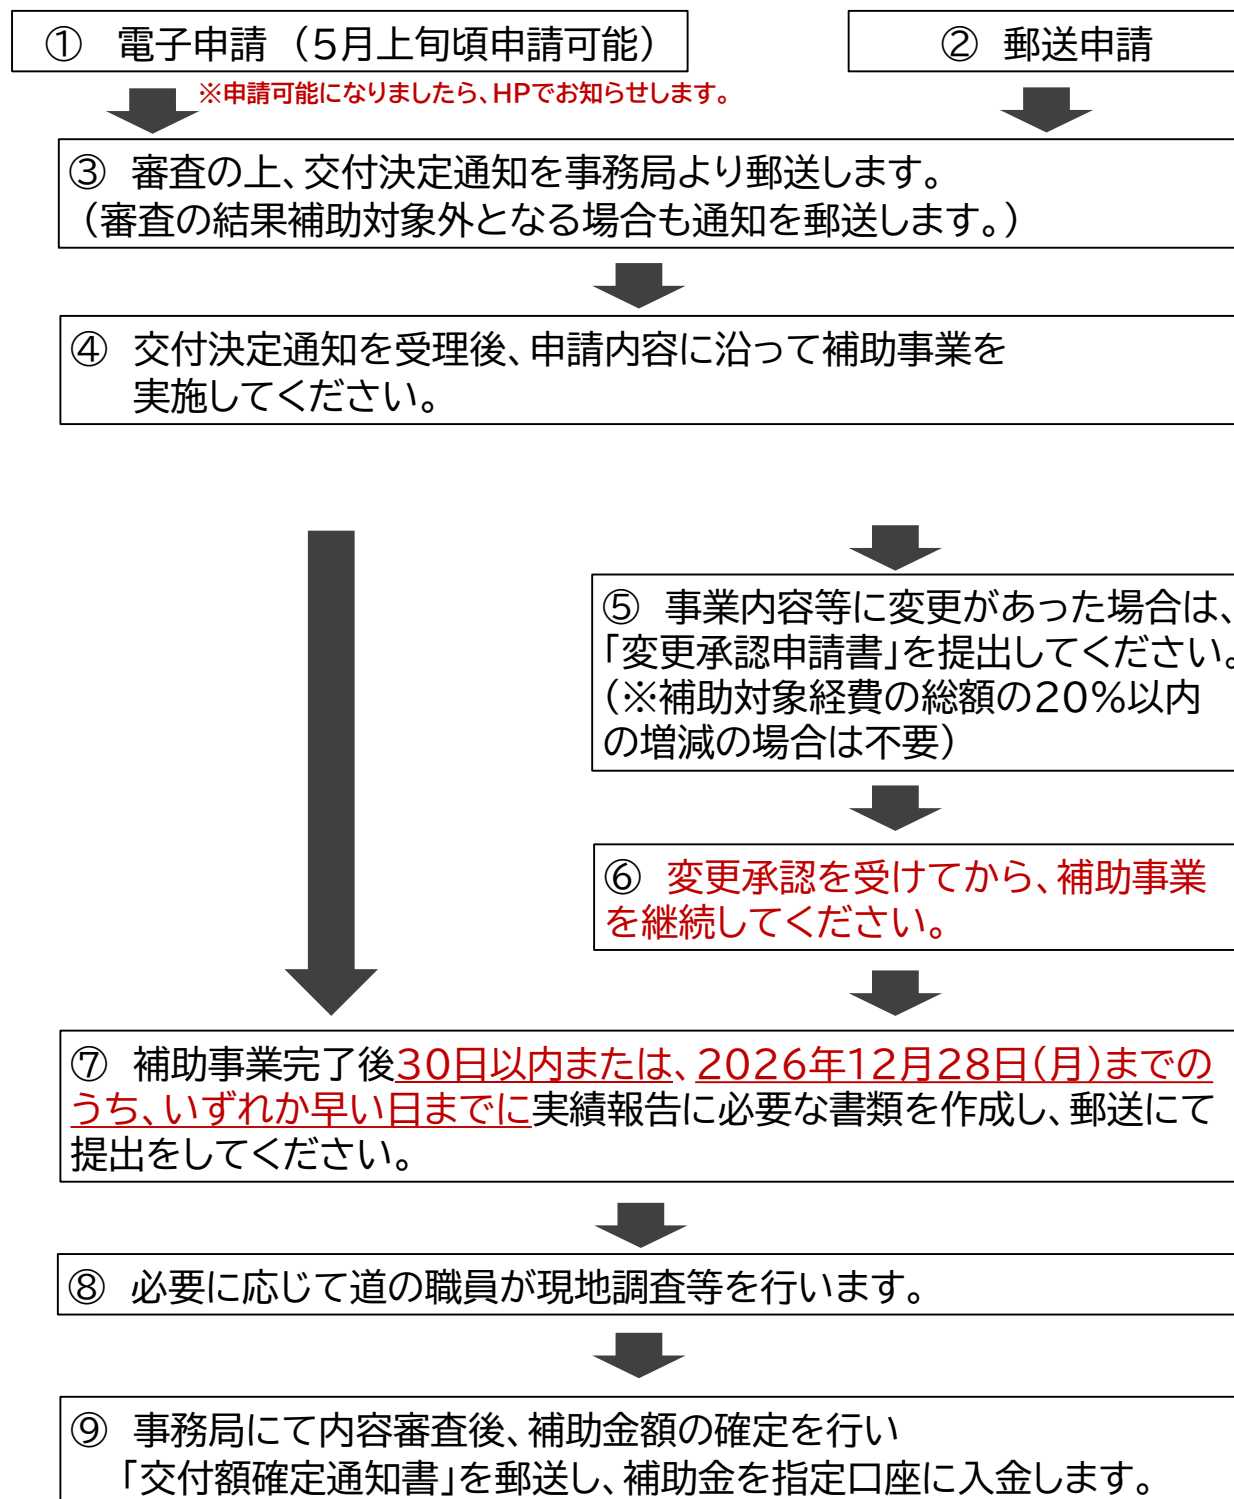 ① 電子申請（5月上旬頃申請可能）
② 郵送申請
※申請可能になりましたら、HPでお知らせします。
③ 審査の上、交付決定通知を事務局より郵送します。
（審査の結果補助対象外となる場合も通知を郵送します。）
④ 交付決定通知を受理後、申請内容に沿って補助事業を
実施してください。
⑤ 事業内容等に変更があった場合は、
「変更承認申請書」を提出してください。
（※補助対象経費の総額の20％以内
の増減の場合は不要）
⑥ 変更承認を受けてから、補助事業
を継続してください。
⑦ 補助事業完了後30日以内または、2026年12月28日（月）までの
うち、いずれか早い日までに実績報告に必要な書類を作成し、郵送にて
提出をしてください。
⑧ 必要に応じて道の職員が現地調査等を行います。
⑨ 事務局にて内容審査後、補助金額の確定を行い
「交付額確定通知書」を郵送し、補助金を指定口座に入金します。